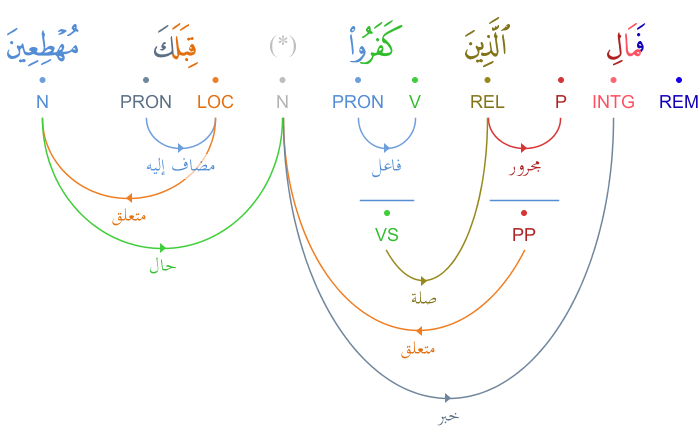 فَمَالِ ٱلَّذِينَ كَفَرُوا۟ (*) قِبَلَكَ مُهْطِعِينَ
REM INTG P REL V PRON N LOC PRON N
مجرور فاعل مضاف إليه
متعلق
PP VS
حال
صلة
متعلق
خبر